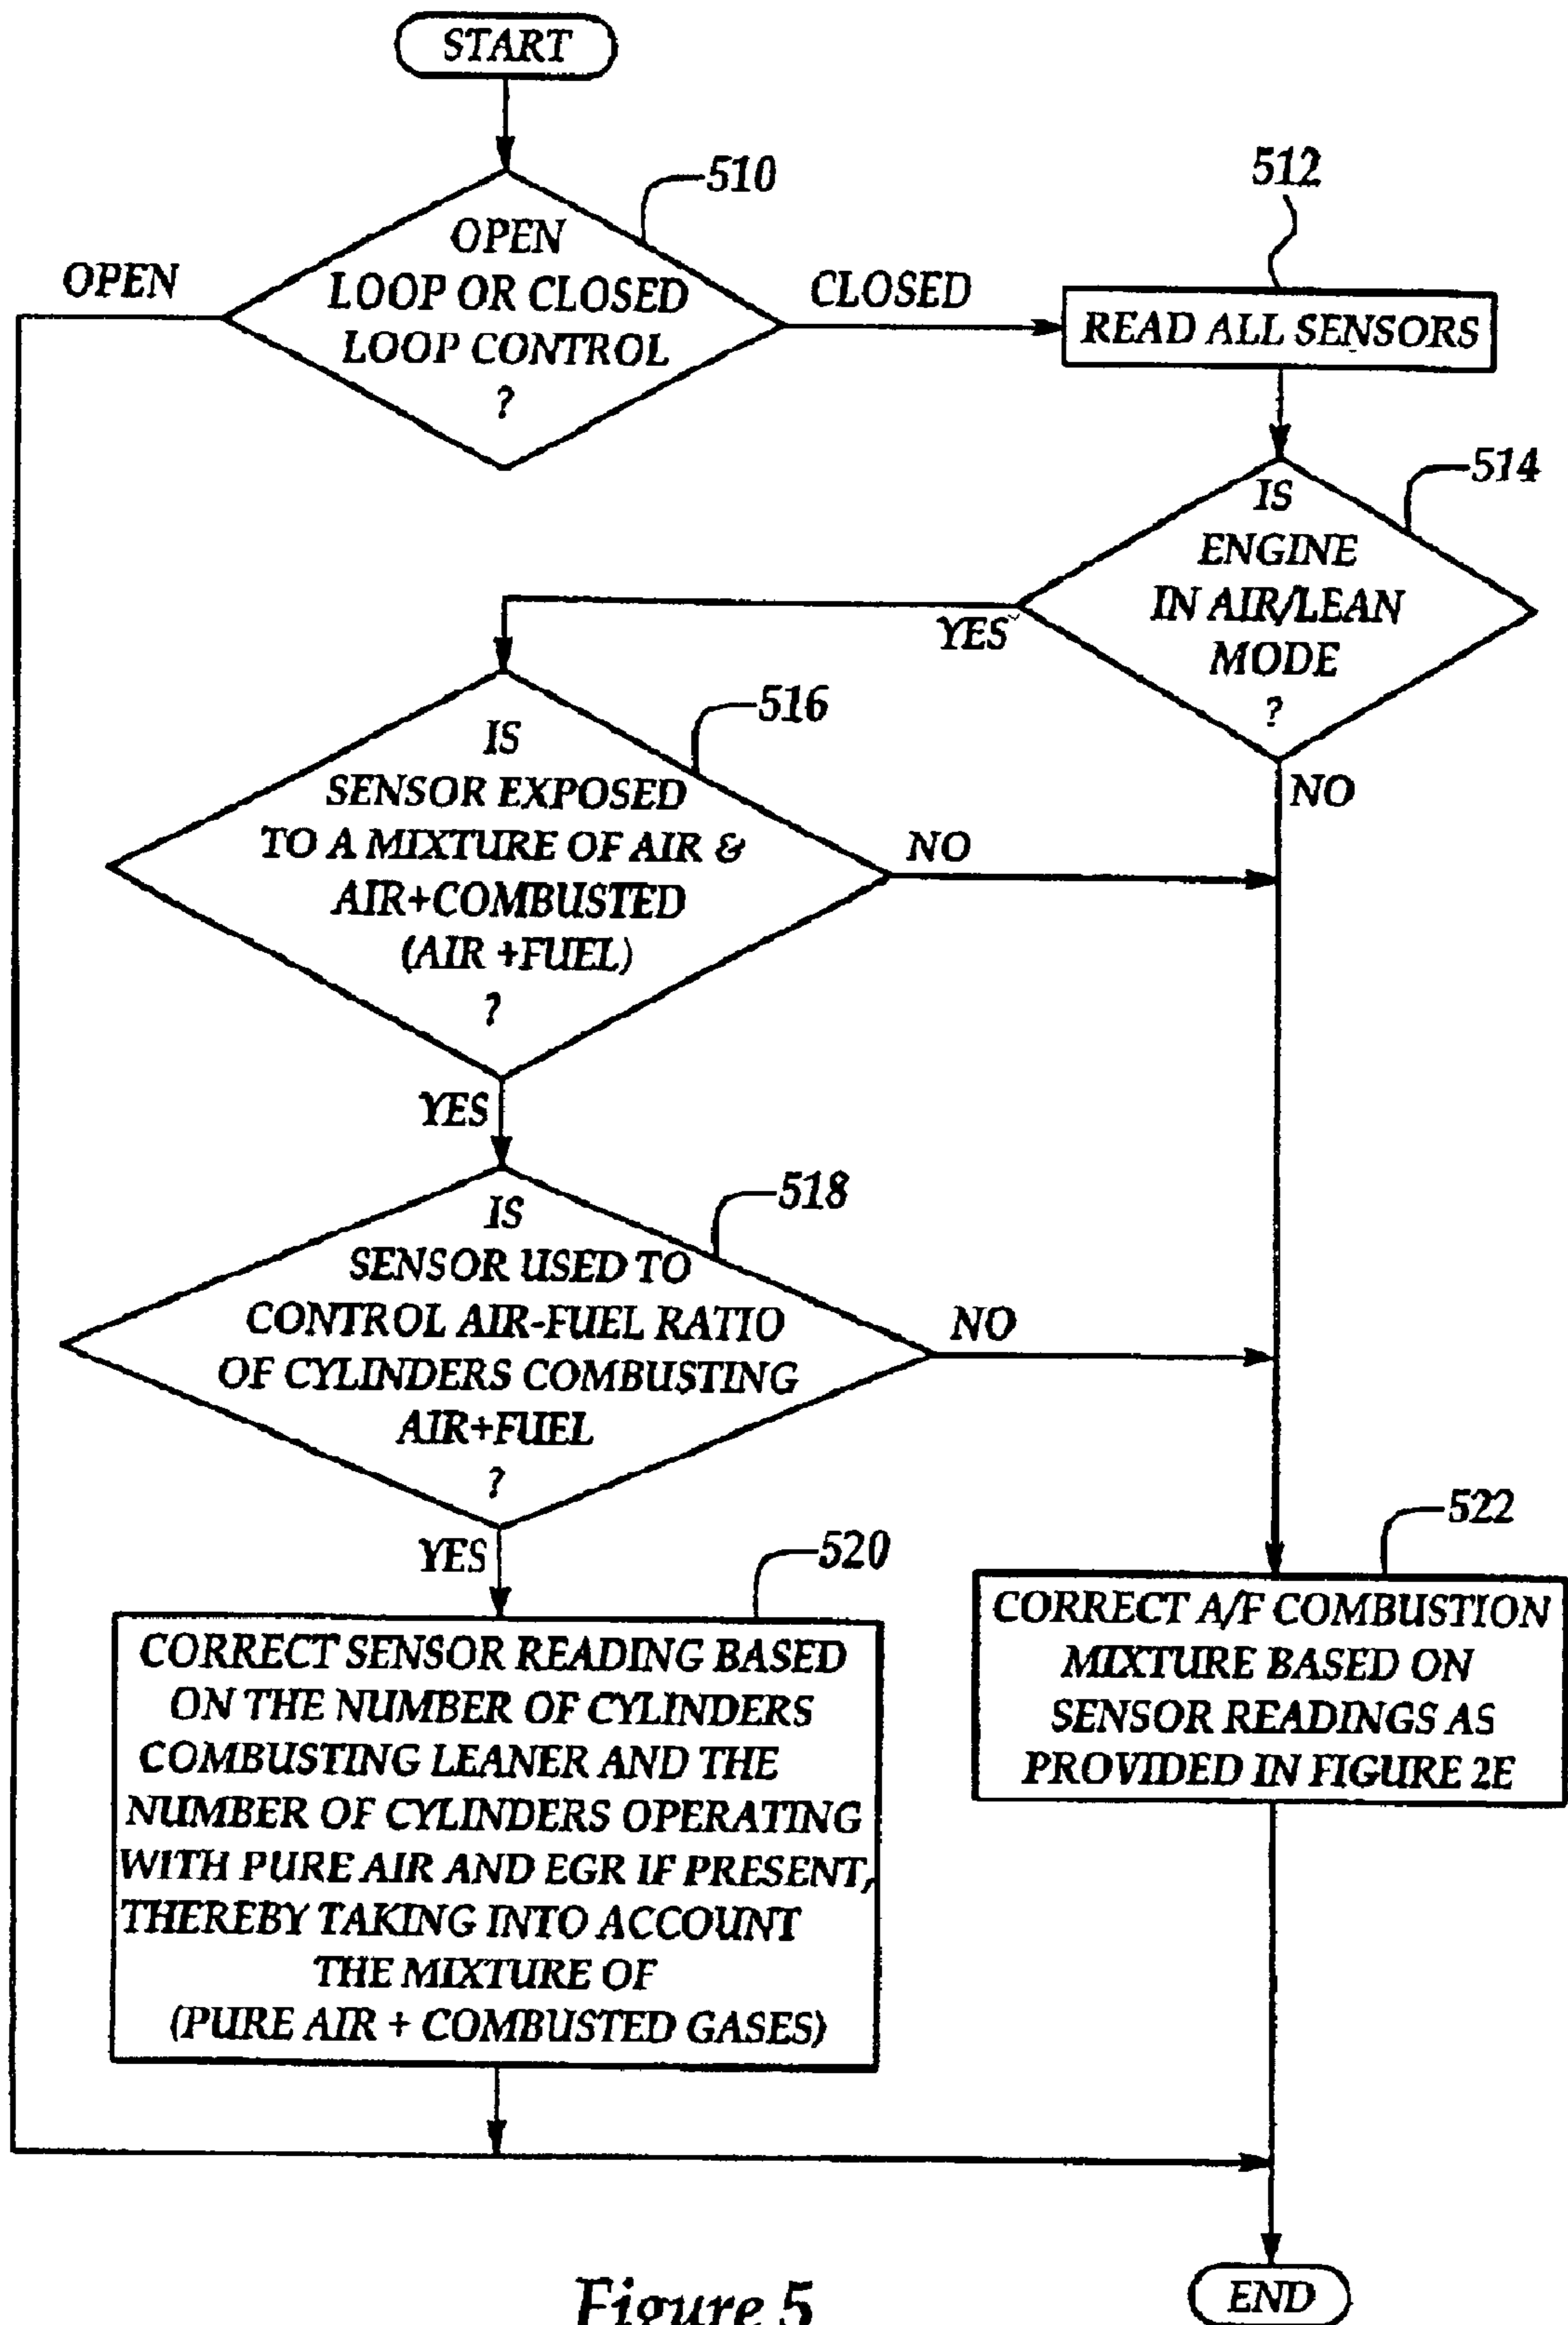 START
510
OPEN
LOOP OR CLOSED
LOOP CONTROL
?
OPEN
CLOSED
512
READ ALL SENSORS
514
IS
ENGINE
IN AIR/LEAN
MODE
?
YES
NO
516
IS
SENSOR EXPOSED
TO A MIXTURE OF AIR &
AIR+COMBUSTED
(AIR +FUEL)
?
NO
YES
518
IS
SENSOR USED TO
CONTROL AIR-FUEL RATIO
OF CYLINDERS COMBUSTING
AIR+FUEL
?
NO
YES
520
CORRECT SENSOR READING BASED
ON THE NUMBER OF CYLINDERS
COMBUSTING LEANER AND THE
NUMBER OF CYLINDERS OPERATING
WITH PURE AIR AND EGR IF PRESENT,
THEREBY TAKING INTO ACCOUNT
THE MIXTURE OF
(PURE AIR + COMBUSTED GASES)
522
CORRECT A/F COMBUSTION
MIXTURE BASED ON
SENSOR READINGS AS
PROVIDED IN FIGURE 2E
END
Figure 5